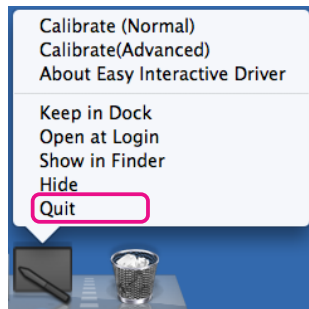 Calibrate (Normal)
Calibrate(Advanced)
About Easy Interactive Driver
Keep in Dock
Open at Login
Show in Finder
Hide
Quit